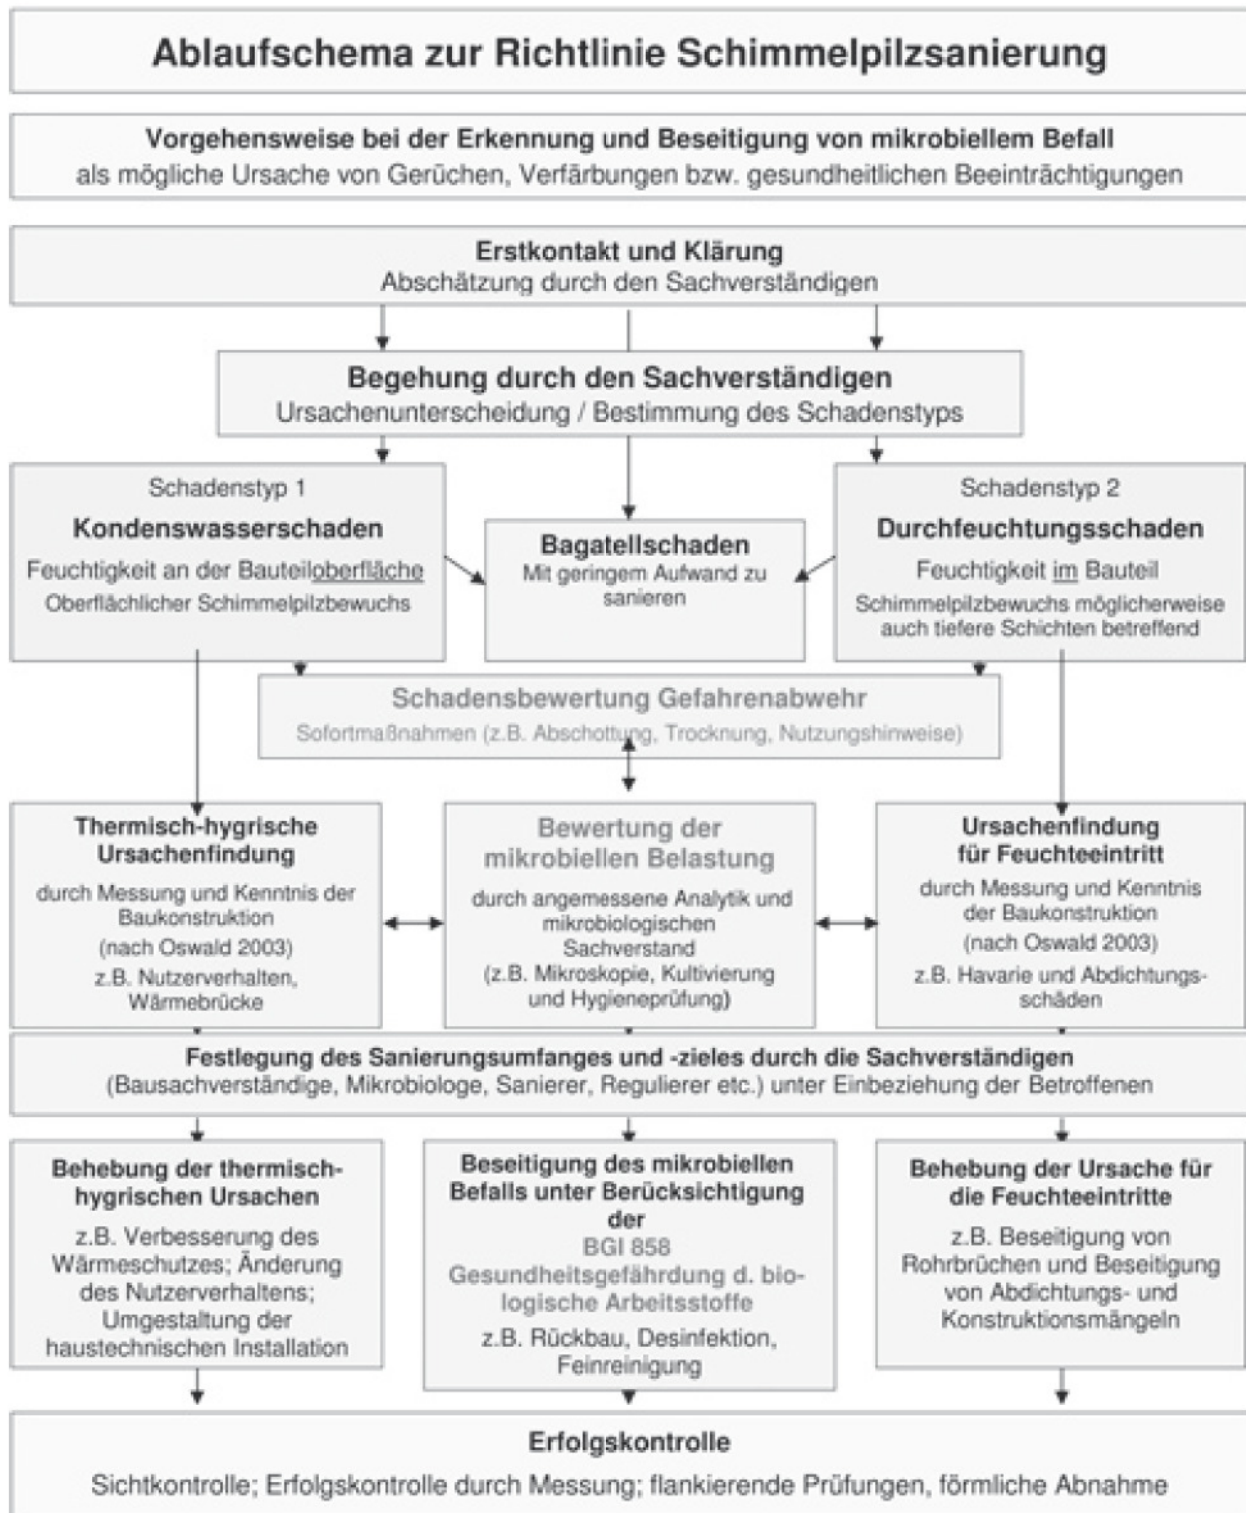 Ablaufschema zur Richtlinie Schimmelpilzsanierung
Vorgehensweise bei der Erkennung und Beseitigung von mikrobiellem Befall
als mögliche Ursache von Gerüchen, Verfärbungen bzw. gesundheitlichen Beeinträchtigungen
Erstkontakt und Klärung
Abschätzung durch den Sachverständigen
Begehung durch den Sachverständigen
Ursachenunterscheidung / Bestimmung des Schadenstyps
Schadenstyp 1
Kondenswasserschaden
Feuchtigkeit an der Bauteiloberfläche
Oberflächlicher Schimmelpilzbewuchs
Bagatellschaden
Mit geringem Aufwand zu
sanieren
Schadenstyp 2
Durchfeuchtungsschaden
Feuchtigkeit im Bauteil
Schimmelpilzbewuchs möglicherweise
auch tiefere Schichten betreffend
Schadensbewertung Gefahrenabwehr
Sofortmaßnahmen (z.B. Abschottung, Trocknung, Nutzungshinweise)
Thermisch-hygrische
Ursachenfindung
durch Messung und Kenntnis der
Baukonstruktion
(nach Oswald 2003)
z.B. Nutzerverhalten,
Wärmebrücke
Bewertung der
mikrobiellen Belastung
durch angemessene Analytik und
mikrobiologischen
Sachverstand
(z.B. Mikroskopie, Kultivierung
und Hygieneprüfung)
Ursachenfindung
für Feuchteeintritt
durch Messung und Kenntnis
der Baukonstruktion
(nach Oswald 2003)
z.B. Havarie und Abdichtungs-
schäden
Festlegung des Sanierungsumfanges und -zieles durch die Sachverständigen
(Bausachverständige, Mikrobiologe, Sanierer, Regulierer etc.) unter Einbeziehung der Betroffenen
Behebung der thermisch-
hygrischen Ursachen
z.B. Verbesserung des
Wärmeschutzes; Änderung
des Nutzerverhaltens;
Umgestaltung der
haustechnischen Installation
Beseitigung des mikrobiellen
Befalls unter Berücksichtigung
der
BGI 858
Gesundheitsgefährdung d. bio-
logische Arbeitsstoffe
z.B. Rückbau, Desinfektion,
Feinreinigung
Behebung der Ursache für
die Feuchteeintritte
z.B. Beseitigung von
Rohrbrüchen und Beseitigung
von Abdichtungs- und
Konstruktionsmängeln
Erfolgskontrolle
Sichtkontrolle; Erfolgskontrolle durch Messung; flankierende Prüfungen, förmliche Abnahme